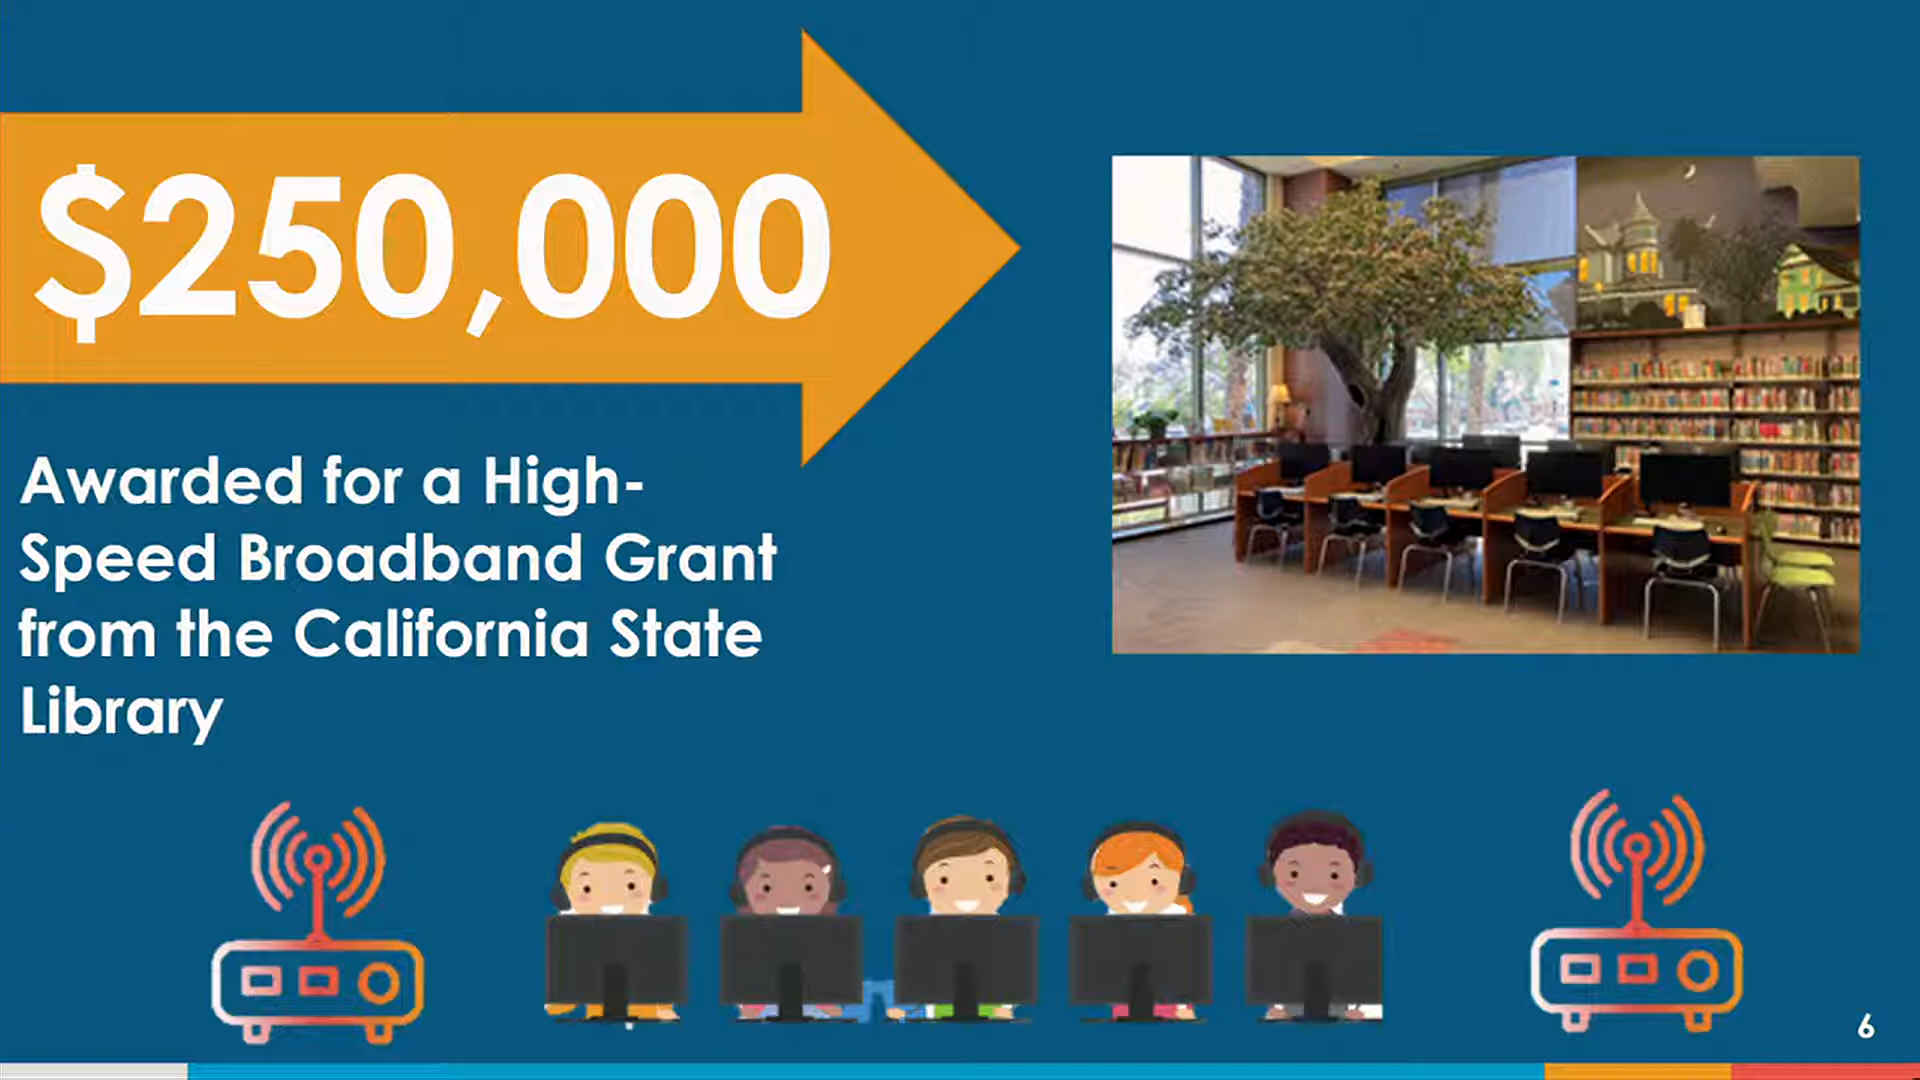 $250,000
Awarded for a High-
Speed Broadband Grant
from the California State
Library
6